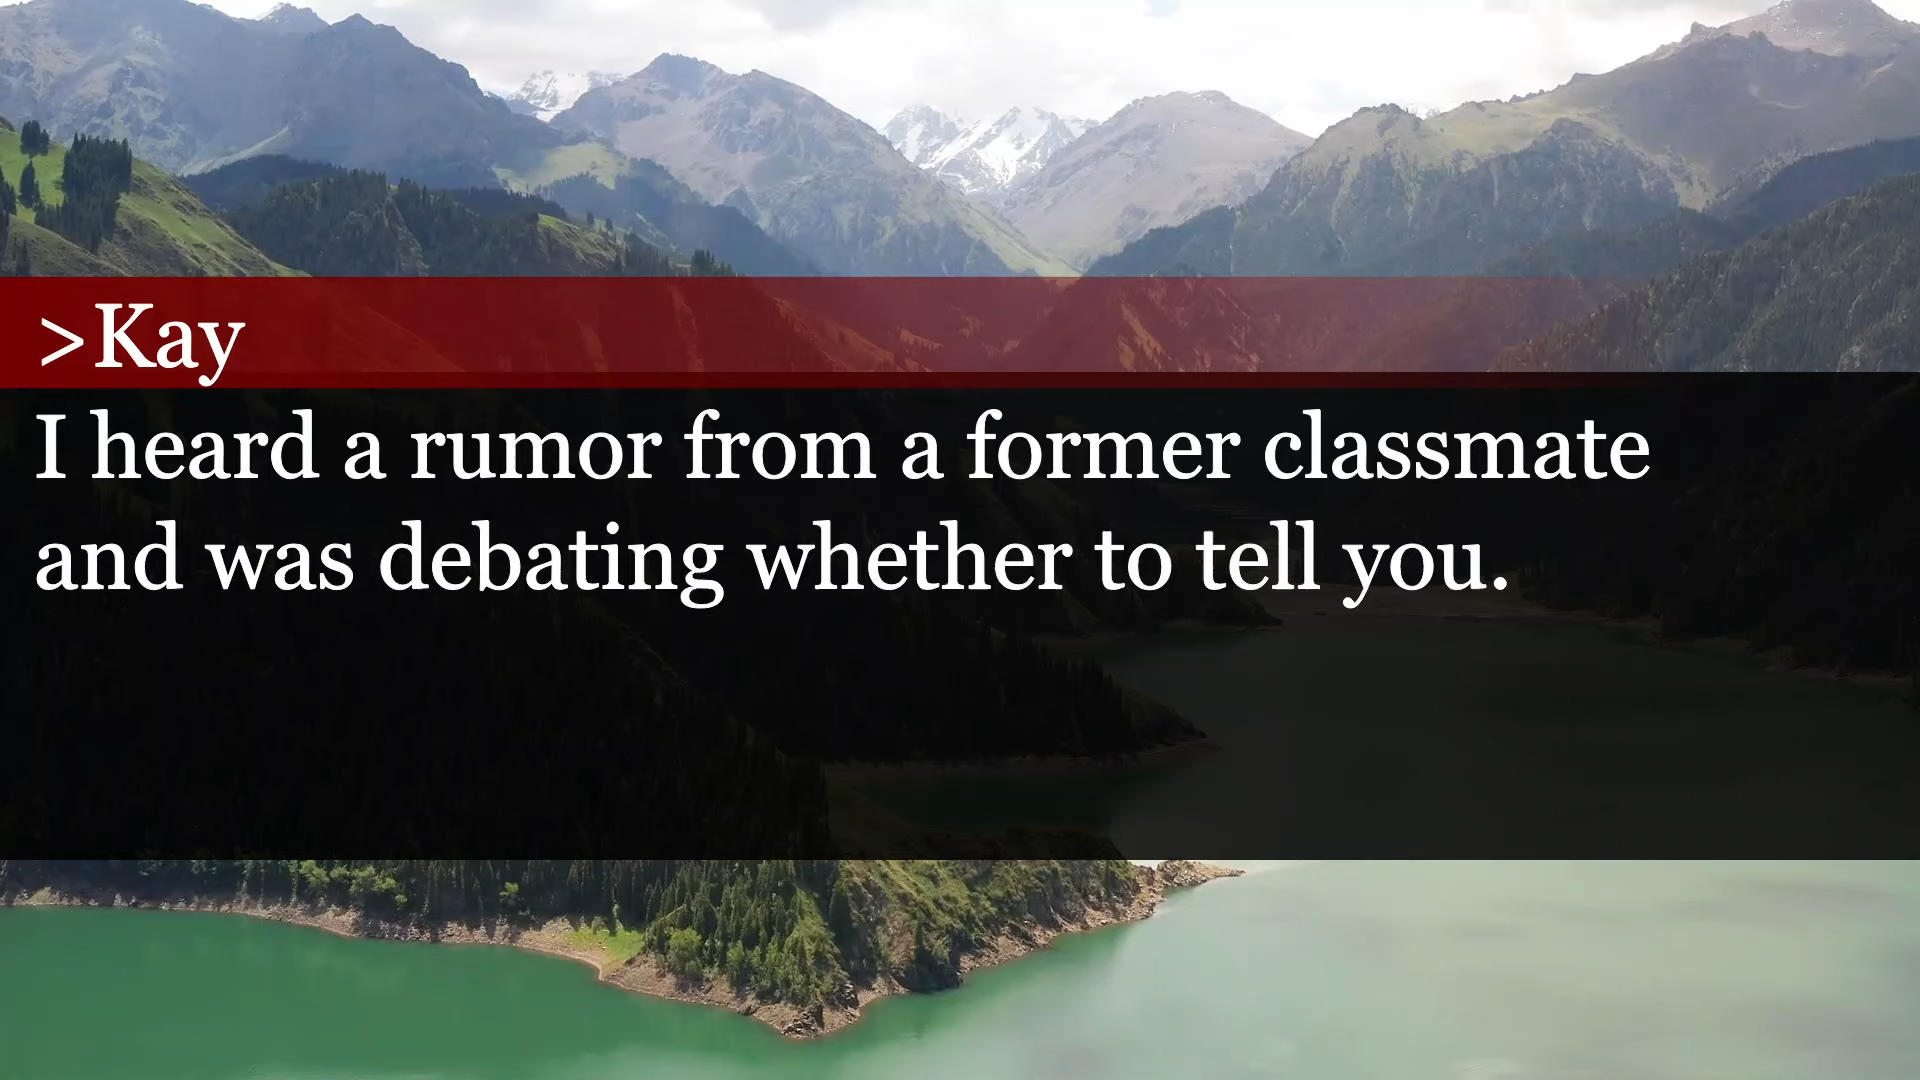 >Kay
I heard a rumor from a former classmate
and was debating whether to tell you.